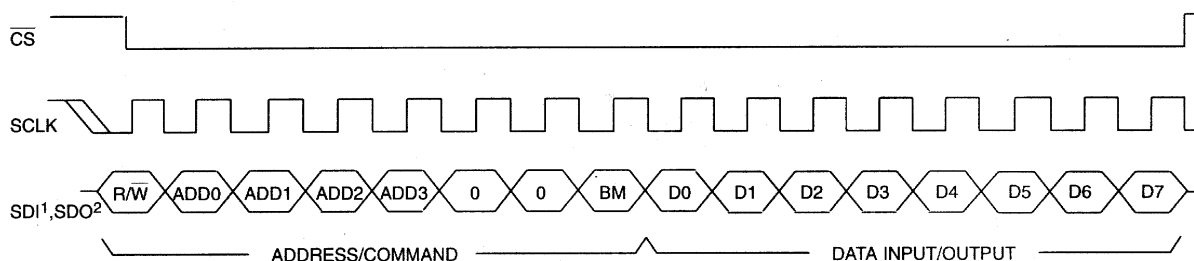 C̅S̅
SCLK
SDI¹,SDO²
R/W̅ ADD0 ADD1 ADD2 ADD3 0 0 BM D0 D1 D2 D3 D4 D5 D6 D7
ADDRESS/COMMAND DATA INPUT/OUTPUT